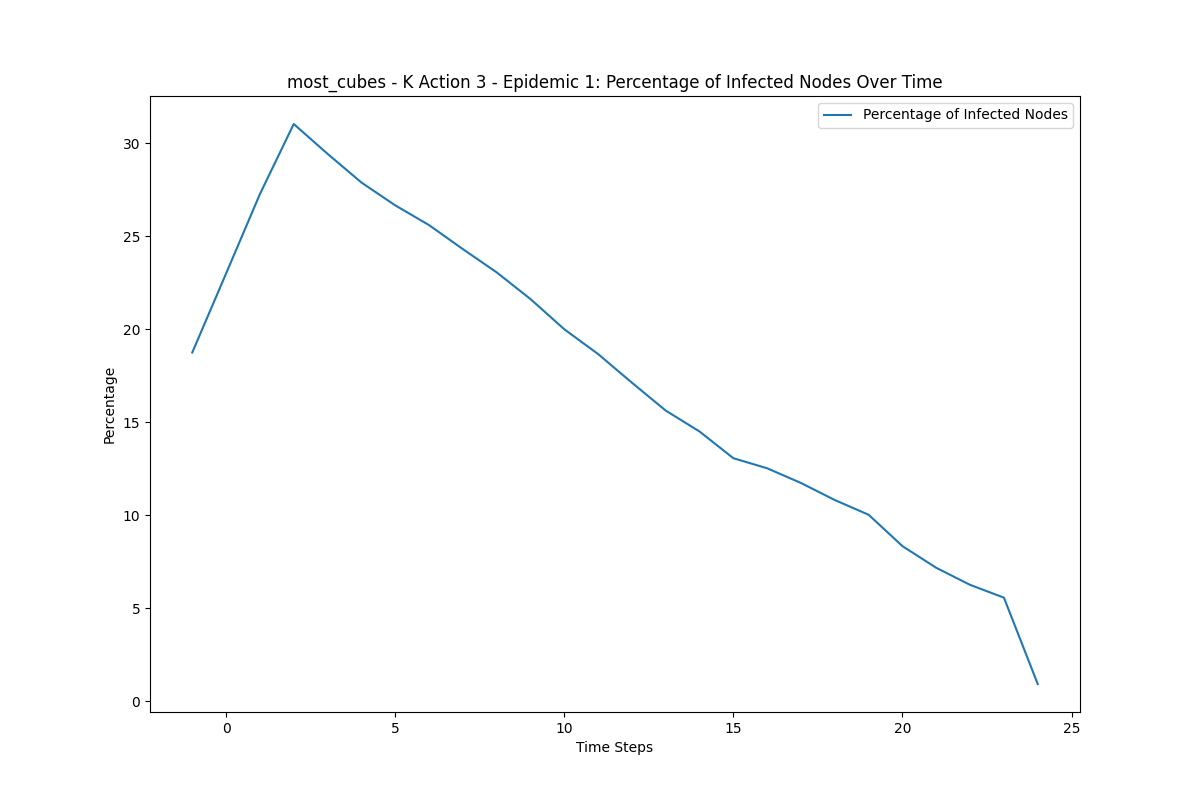 most_cubes - K Action 3 - Epidemic 1: Percentage of Infected Nodes Over Time
Percentage of Infected Nodes
30
25
20
15
10
5
0
Percentage
0 5 10 15 20 25
Time Steps